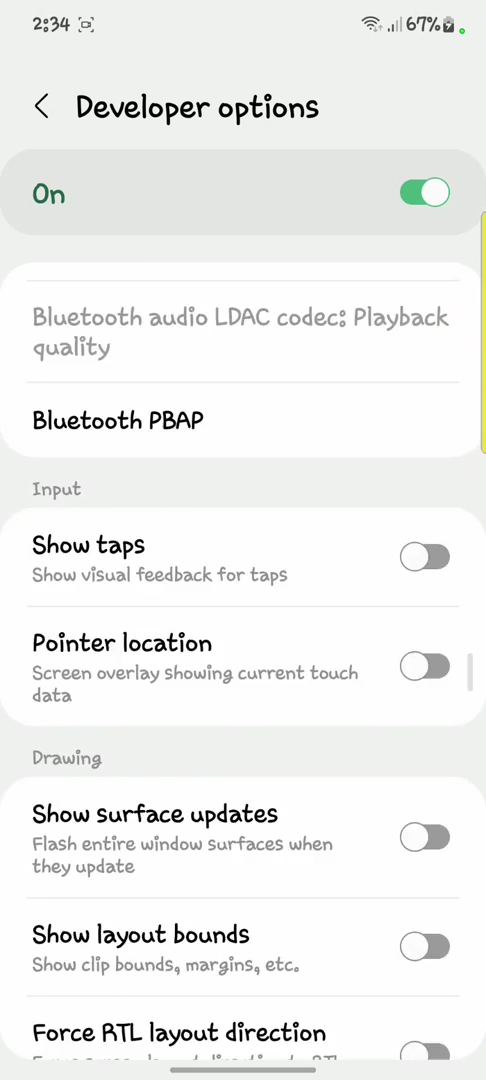 2:34 67%
Developer options
On
Bluetooth audio LDAC codec: Playback
quality
Bluetooth PBAP
Input
Show taps
Show visual feedback for taps
Pointer location
Screen overlay showing current touch
data
Drawing
Show surface updates
Flash entire window surfaces when
they update
Show layout bounds
Show clip bounds, margins, etc.
Force RTL layout direction